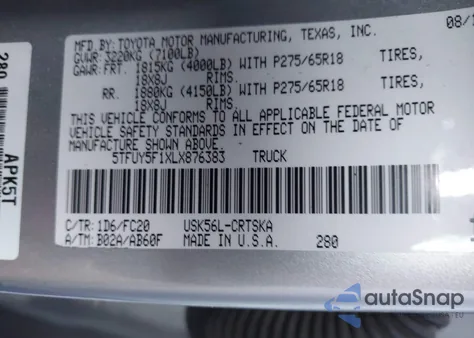 MFD.BY:TOYOTA MOTOR MANUFACTURING, TEXAS, INC. 08/
GVWR: 3220KG (7100LB)
GAWR: FRT. 1815KG (4000LB) WITH P275/65R18 TIRES,
18X8J RIMS.
RR. 1880KG (4150LB) WITH P275/65R18 TIRES,
18X8J RIMS.
THIS VEHICLE CONFORMS TO ALL APPLICABLE FEDERAL MOTOR
VEHICLE SAFETY STANDARDS IN EFFECT ON THE DATE OF
MANUFACTURE SHOWN ABOVE.
5TFUY5F1XLX876383 TRUCK
C/TR: 1D6/FC20 USK56L-CRTSKA
A/TM: B02A/AB60F MADE IN U.S.A. 280
280
APK5T
autoSnap